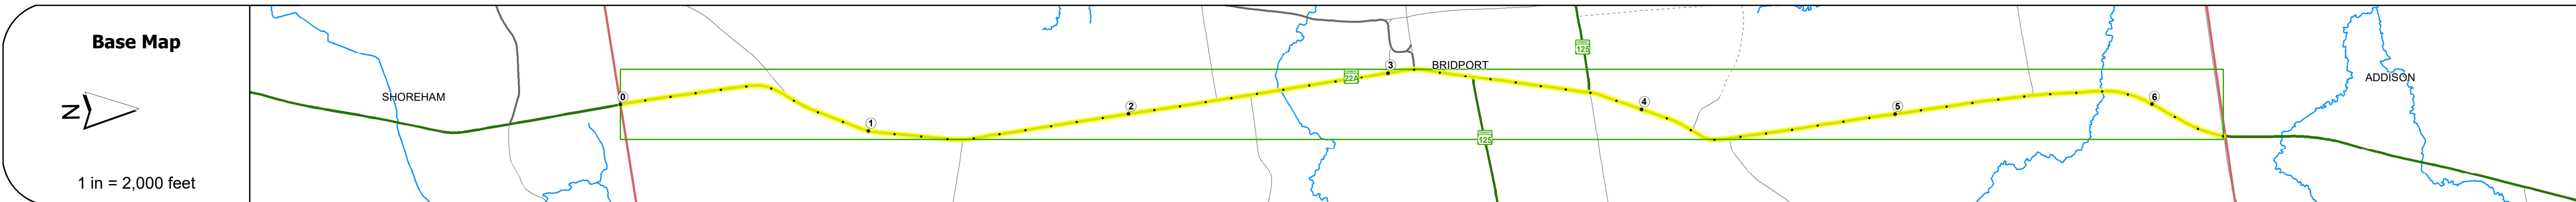 Base Map
N
1 in = 2,000 feet
SHOREHAM
0
1
2
22A
3
BRIDPORT
125
125
4
5
6
ADDISON